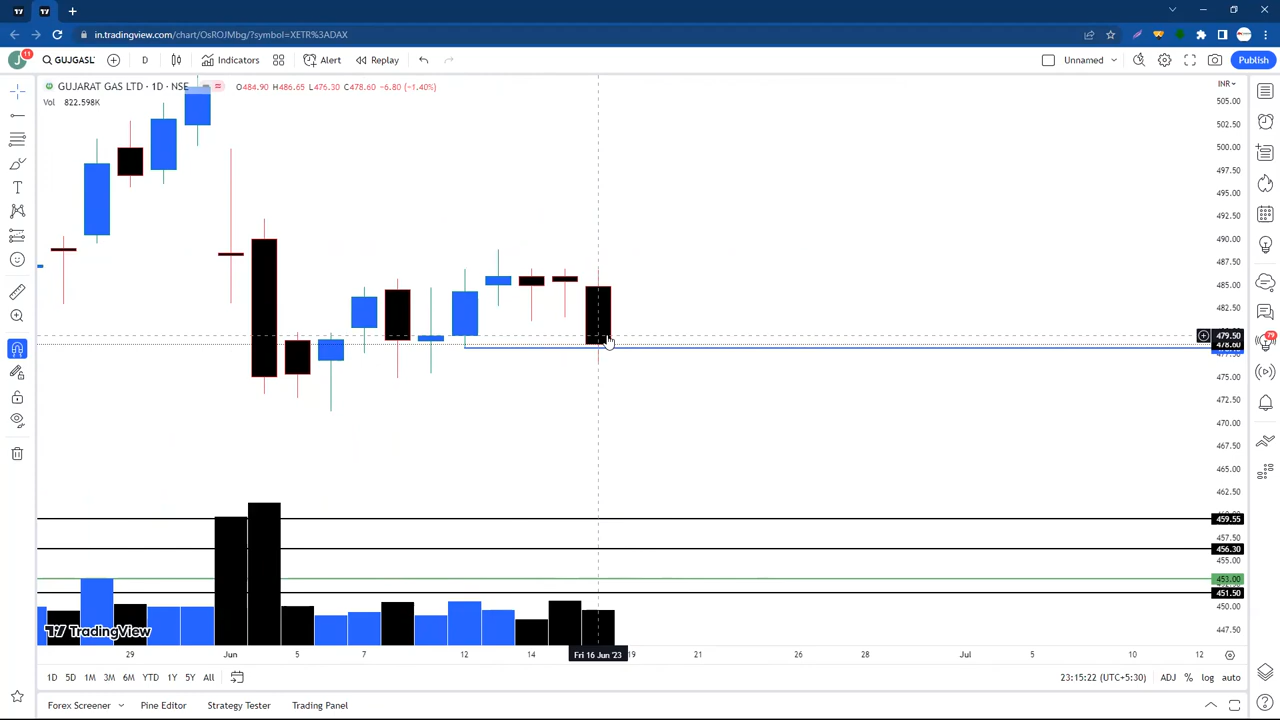 in.tradingview.com/chart/OsROJMbg/?symbol=XETR%3ADAX
11
GUJGASL
D
Indicators
Alert
Replay
Unnamed
Publish
GUJARAT GAS LTD · 1D · NSE
O484.90 H486.65 L476.30 C478.60 −6.80 (−1.40%)
Vol 822.598K
INR
505.00
502.50
500.00
497.50
495.00
492.50
490.00
487.50
485.00
482.50
479.50
478.60
475.00
472.50
470.00
467.50
465.00
462.50
459.55
457.50
456.30
455.00
453.00
451.50
450.00
447.50
79
TradingView
29
Jun
5
7
12
14
Fri 16 Jun '23
19
21
26
28
Jul
5
10
12
1D 5D 1M 3M 6M YTD 1Y 5Y All
23:15:22 (UTC+5:30)
ADJ % log auto
Forex Screener
Pine Editor
Strategy Tester
Trading Panel